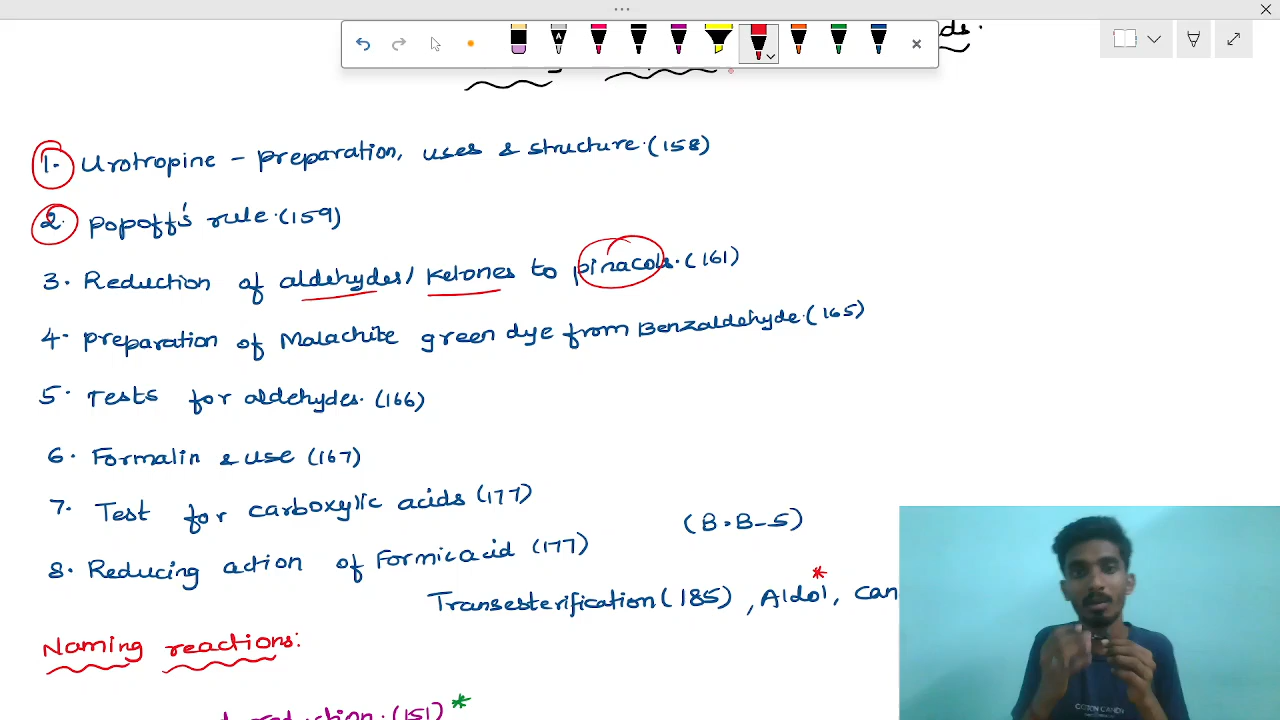 ds.
1. Urotropine - preparation, uses & structure. (158)
2. popoff's rule. (159)
3. Reduction of aldehydes/ Ketones to pinacols. (161)
4. preparation of Malachite green dye from Benzaldehyde. (165)
5. Tests for aldehydes. (166)
6. Formalin & use (167)
7. Test for carboxylic acids (177)
8. Reducing action of Formic acid (177)
(B.B-5)
Transesterification (185), Aldol*, can
Naming reactions:
(151)*
COTTON CANDY